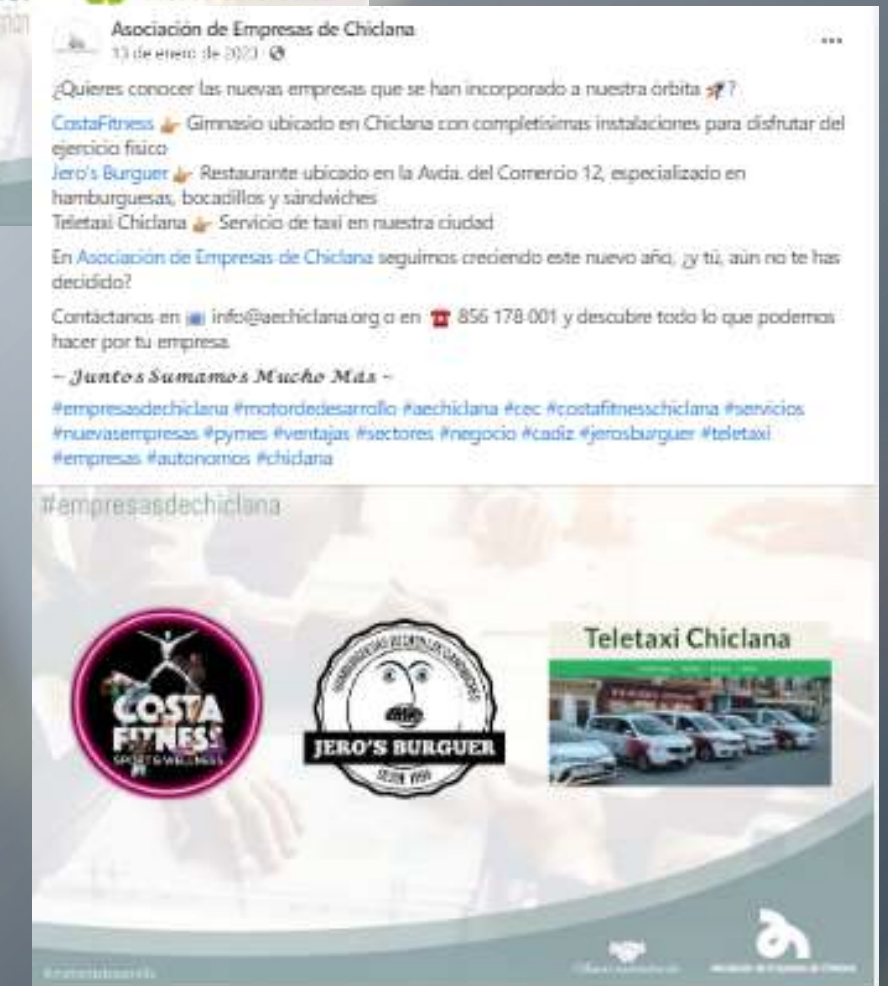 Asociación de Empresas de Chiclana
13 de enero de 2023
¿Quieres conocer las nuevas empresas que se han incorporado a nuestra órbita 🚀?
CostaFitness 👉 Gimnasio ubicado en Chiclana con completísimas instalaciones para disfrutar del
ejercicio físico
Jero's Burguer 👉 Restaurante ubicado en la Avda. del Comercio 12, especializado en
hamburguesas, bocadillos y sándwiches
Teletaxi Chiclana 👉 Servicio de taxi en nuestra ciudad
En Asociación de Empresas de Chiclana seguimos creciendo este nuevo año, ¿y tú, aún no te has
decidido?
Contáctanos en 📧 info@aechiclana.org o en ☎️ 856 178 001 y descubre todo lo que podemos
hacer por tu empresa.
~ Juntos Sumamos Mucho Más ~
#empresasdechiclana #motordedesarrollo #aechiclana #cec #costafitnesschiclana #servicios
#nuevasempresas #pymes #ventajas #sectores #negocio #cadiz #jerosburguer #teletaxi
#empresas #autonomos #chiclana
#empresasdechiclana
COSTA
FITNESS
SPORT & WELLNESS
JERO'S BURGUER
Teletaxi Chiclana
#motordedesarrollo